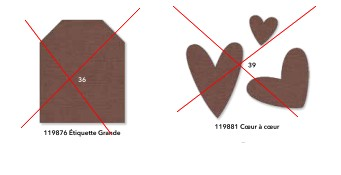 36
119876 Étiquette Grande
39
119881 Cœur à cœur